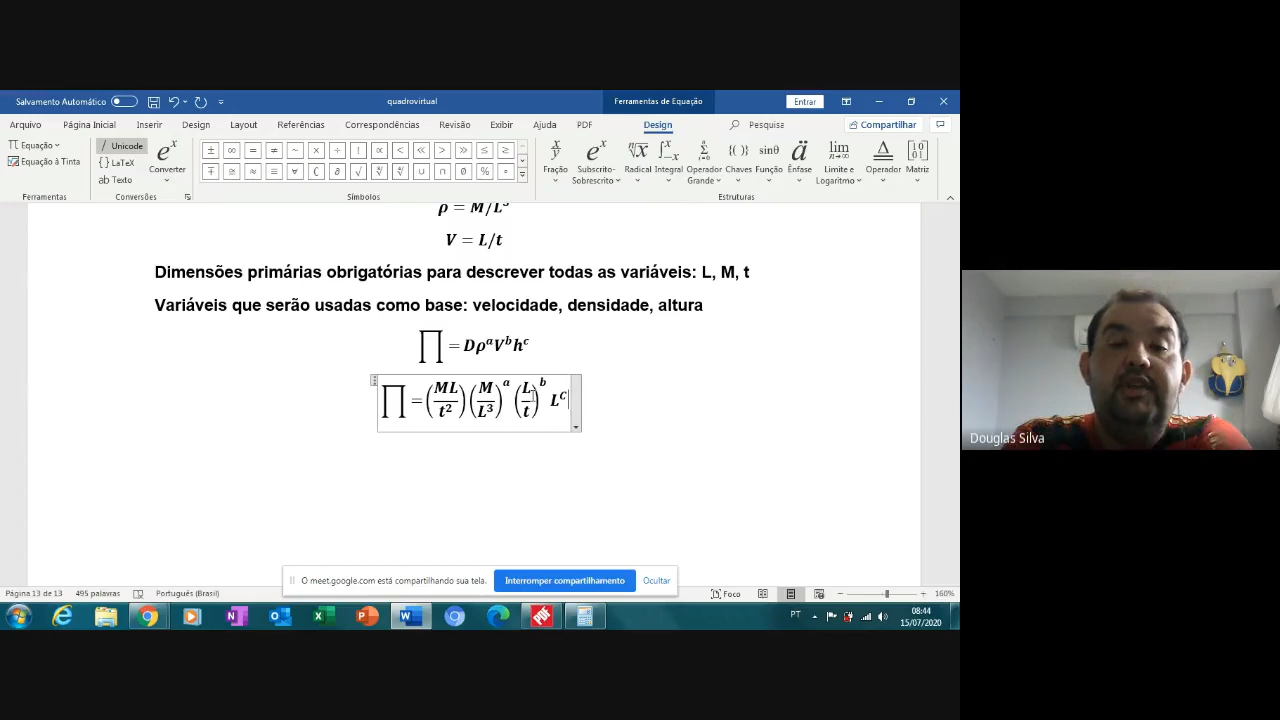 Salvamento Automático
quadrovirtual
Ferramentas de Equação
Entrar
Arquivo Página Inicial Inserir Design Layout Referências Correspondências Revisão Exibir Ajuda PDF Design Pesquisa Compartilhar
π Equação
Equação à Tinta
Ferramentas
/ Unicode
{} LaTeX
ab Texto
e^x
Converter
Conversões
± ∞ = ≠ ~ × ÷ ! ∝ < ≪ > ≫ ≤ ≥
∓ ≅ ≈ ≡ ∀ ∁ ∂ √ ∛ ∜ ∪ ∩ ∅ % °
Símbolos
Fração
Subscrito-Sobrescrito
Radical
Integral
Operador Grande
Chaves
Função
Ênfase
Limite e Logaritmo
Operador
Matriz
Estruturas
ρ = M/L³
V = L/t
Dimensões primárias obrigatórias para descrever todas as variáveis: L, M, t
Variáveis que serão usadas como base: velocidade, densidade, altura
∏ = Dρ^a V^b h^c
∏ = (ML/t²)(M/L³)^a (L/t)^b L^C
O meet.google.com está compartilhando sua tela.
Interromper compartilhamento
Ocultar
Página 13 de 13 495 palavras Português (Brasil) Foco 160%
PT
08:44
15/07/2020
Douglas Silva